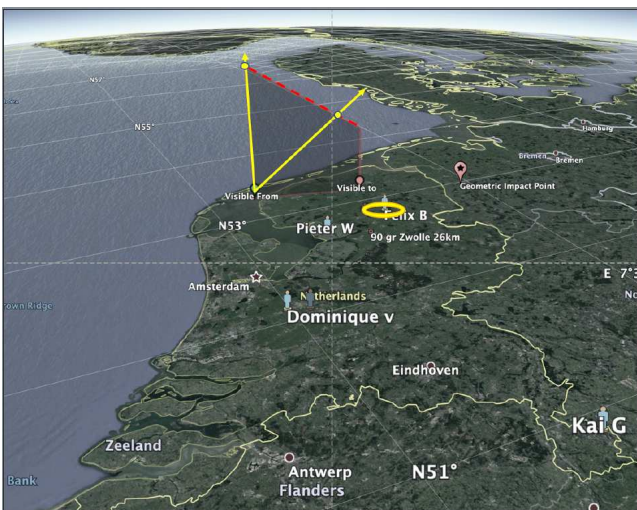 N57°
N55°
Hamburg
Bremen
Bremen
Visible From
Visible to
Geometric Impact Point
N53°
Pieter W
Felix B
90 gr Zwolle 26km
Amsterdam
Netherlands
Dominique v
Eindhoven
Kai G
Zeeland
Bank
Antwerp
Flanders
N51°